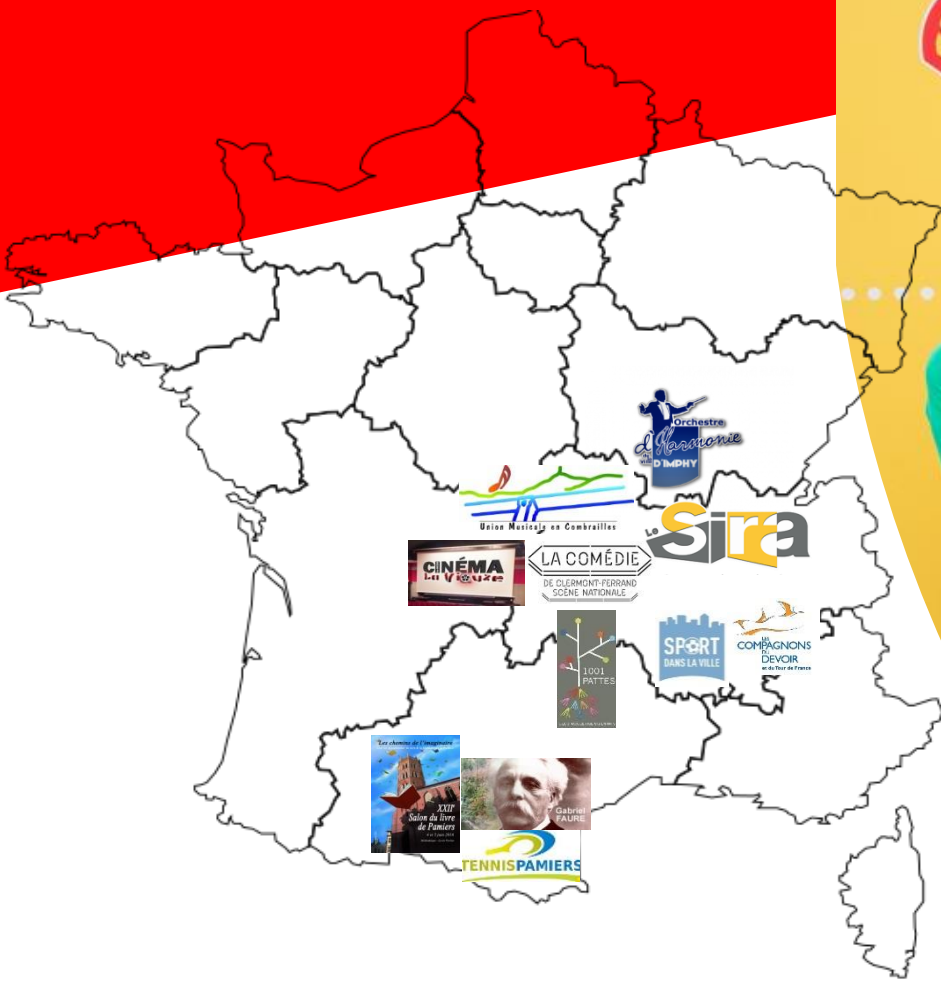 Orchestre
d'Harmonie
D'IMPHY
Union Musicale en Combrailles
Le Sirra
CINÉMA
La Viouze
LA COMÉDIE
DE CLERMONT-FERRAND
SCÈNE NATIONALE
1001
PATTES
SPORT
DANS LA VILLE
LES
COMPAGNONS
DU
DEVOIR
et du Tour de France
"Les chemins de l'imaginaire"
XXIIe
Salon du livre
de Pamiers
Gabriel
FAURE
TENNISPAMIERS